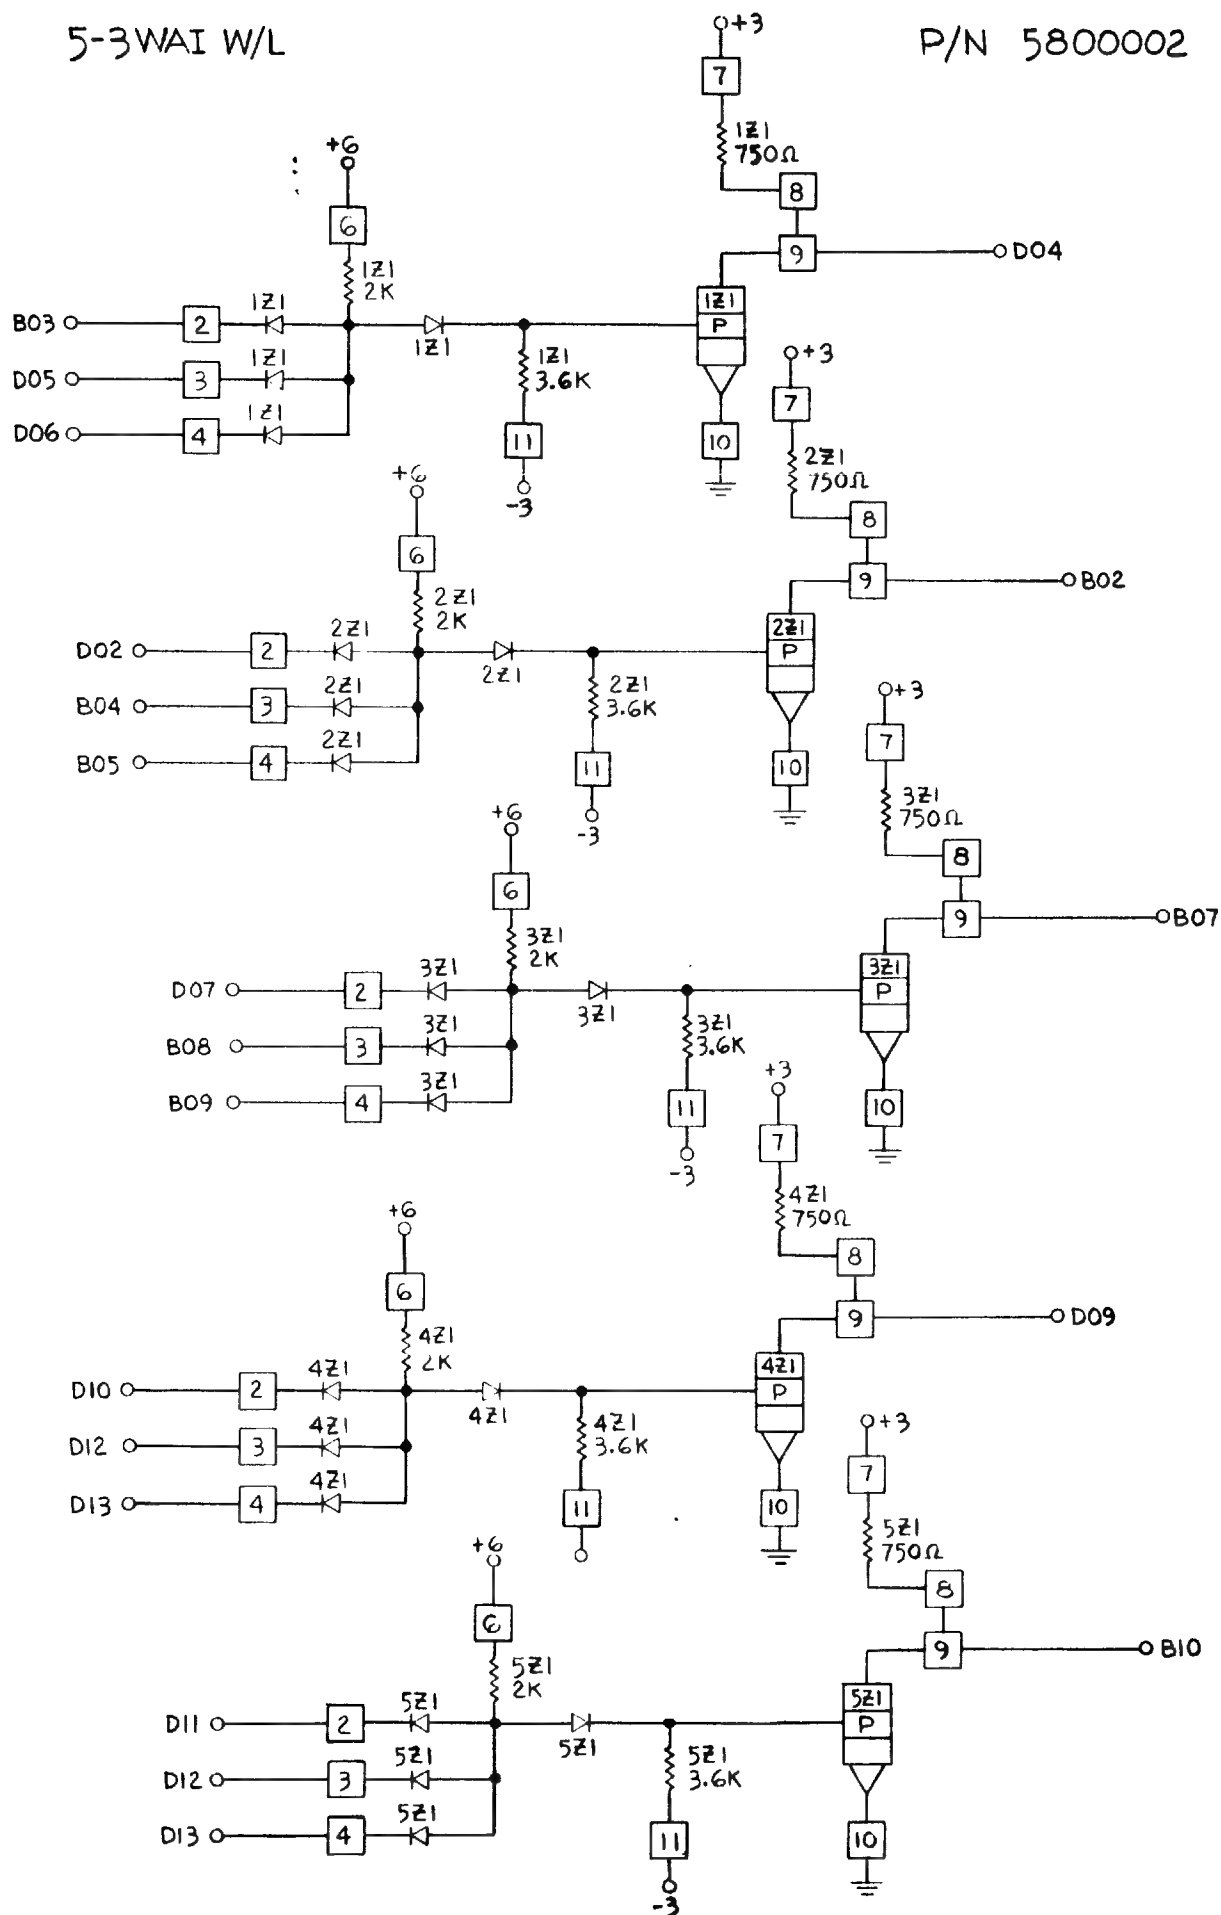 5-3WAI W/L
P/N 5800002
+3
7
1Z1
750Ω
8
+6
6
1Z1
2K
9
D04
B03
2
1Z1
1Z1
1Z1
P
D05
3
1Z1
1Z1
3.6K
D06
4
1Z1
11
-3
10
+3
7
2Z1
750Ω
8
+6
6
2Z1
2K
9
B02
D02
2
2Z1
2Z1
2Z1
P
B04
3
2Z1
2Z1
3.6K
B05
4
2Z1
11
-3
10
+3
7
3Z1
750Ω
8
+6
6
3Z1
2K
9
B07
D07
2
3Z1
3Z1
3Z1
P
B08
3
3Z1
3Z1
3.6K
B09
4
3Z1
11
-3
10
+3
7
4Z1
750Ω
8
+6
6
4Z1
2K
9
D09
D10
2
4Z1
4Z1
4Z1
P
D12
3
4Z1
4Z1
3.6K
D13
4
4Z1
11
10
+3
7
5Z1
750Ω
8
+6
6
5Z1
2K
9
B10
D11
2
5Z1
5Z1
5Z1
P
D12
3
5Z1
5Z1
3.6K
D13
4
5Z1
11
-3
10